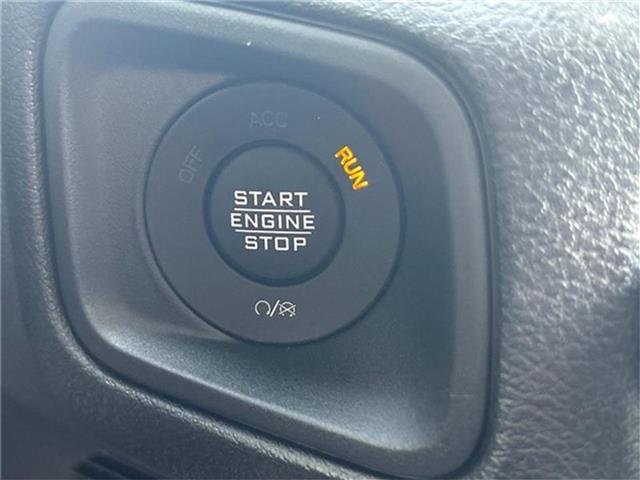 OFF
ACC
RUN
START
ENGINE
STOP